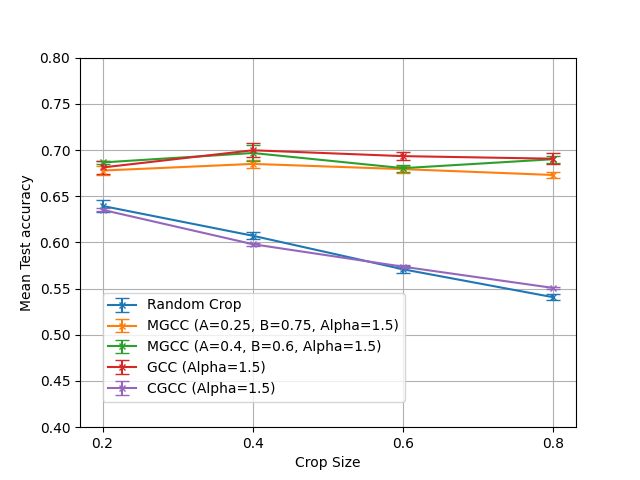 0.80
0.75
0.70
0.65
0.60
0.55
0.50
0.45
0.40
Mean Test accuracy
Random Crop
MGCC (A=0.25, B=0.75, Alpha=1.5)
MGCC (A=0.4, B=0.6, Alpha=1.5)
GCC (Alpha=1.5)
CGCC (Alpha=1.5)
0.2 0.4 0.6 0.8
Crop Size